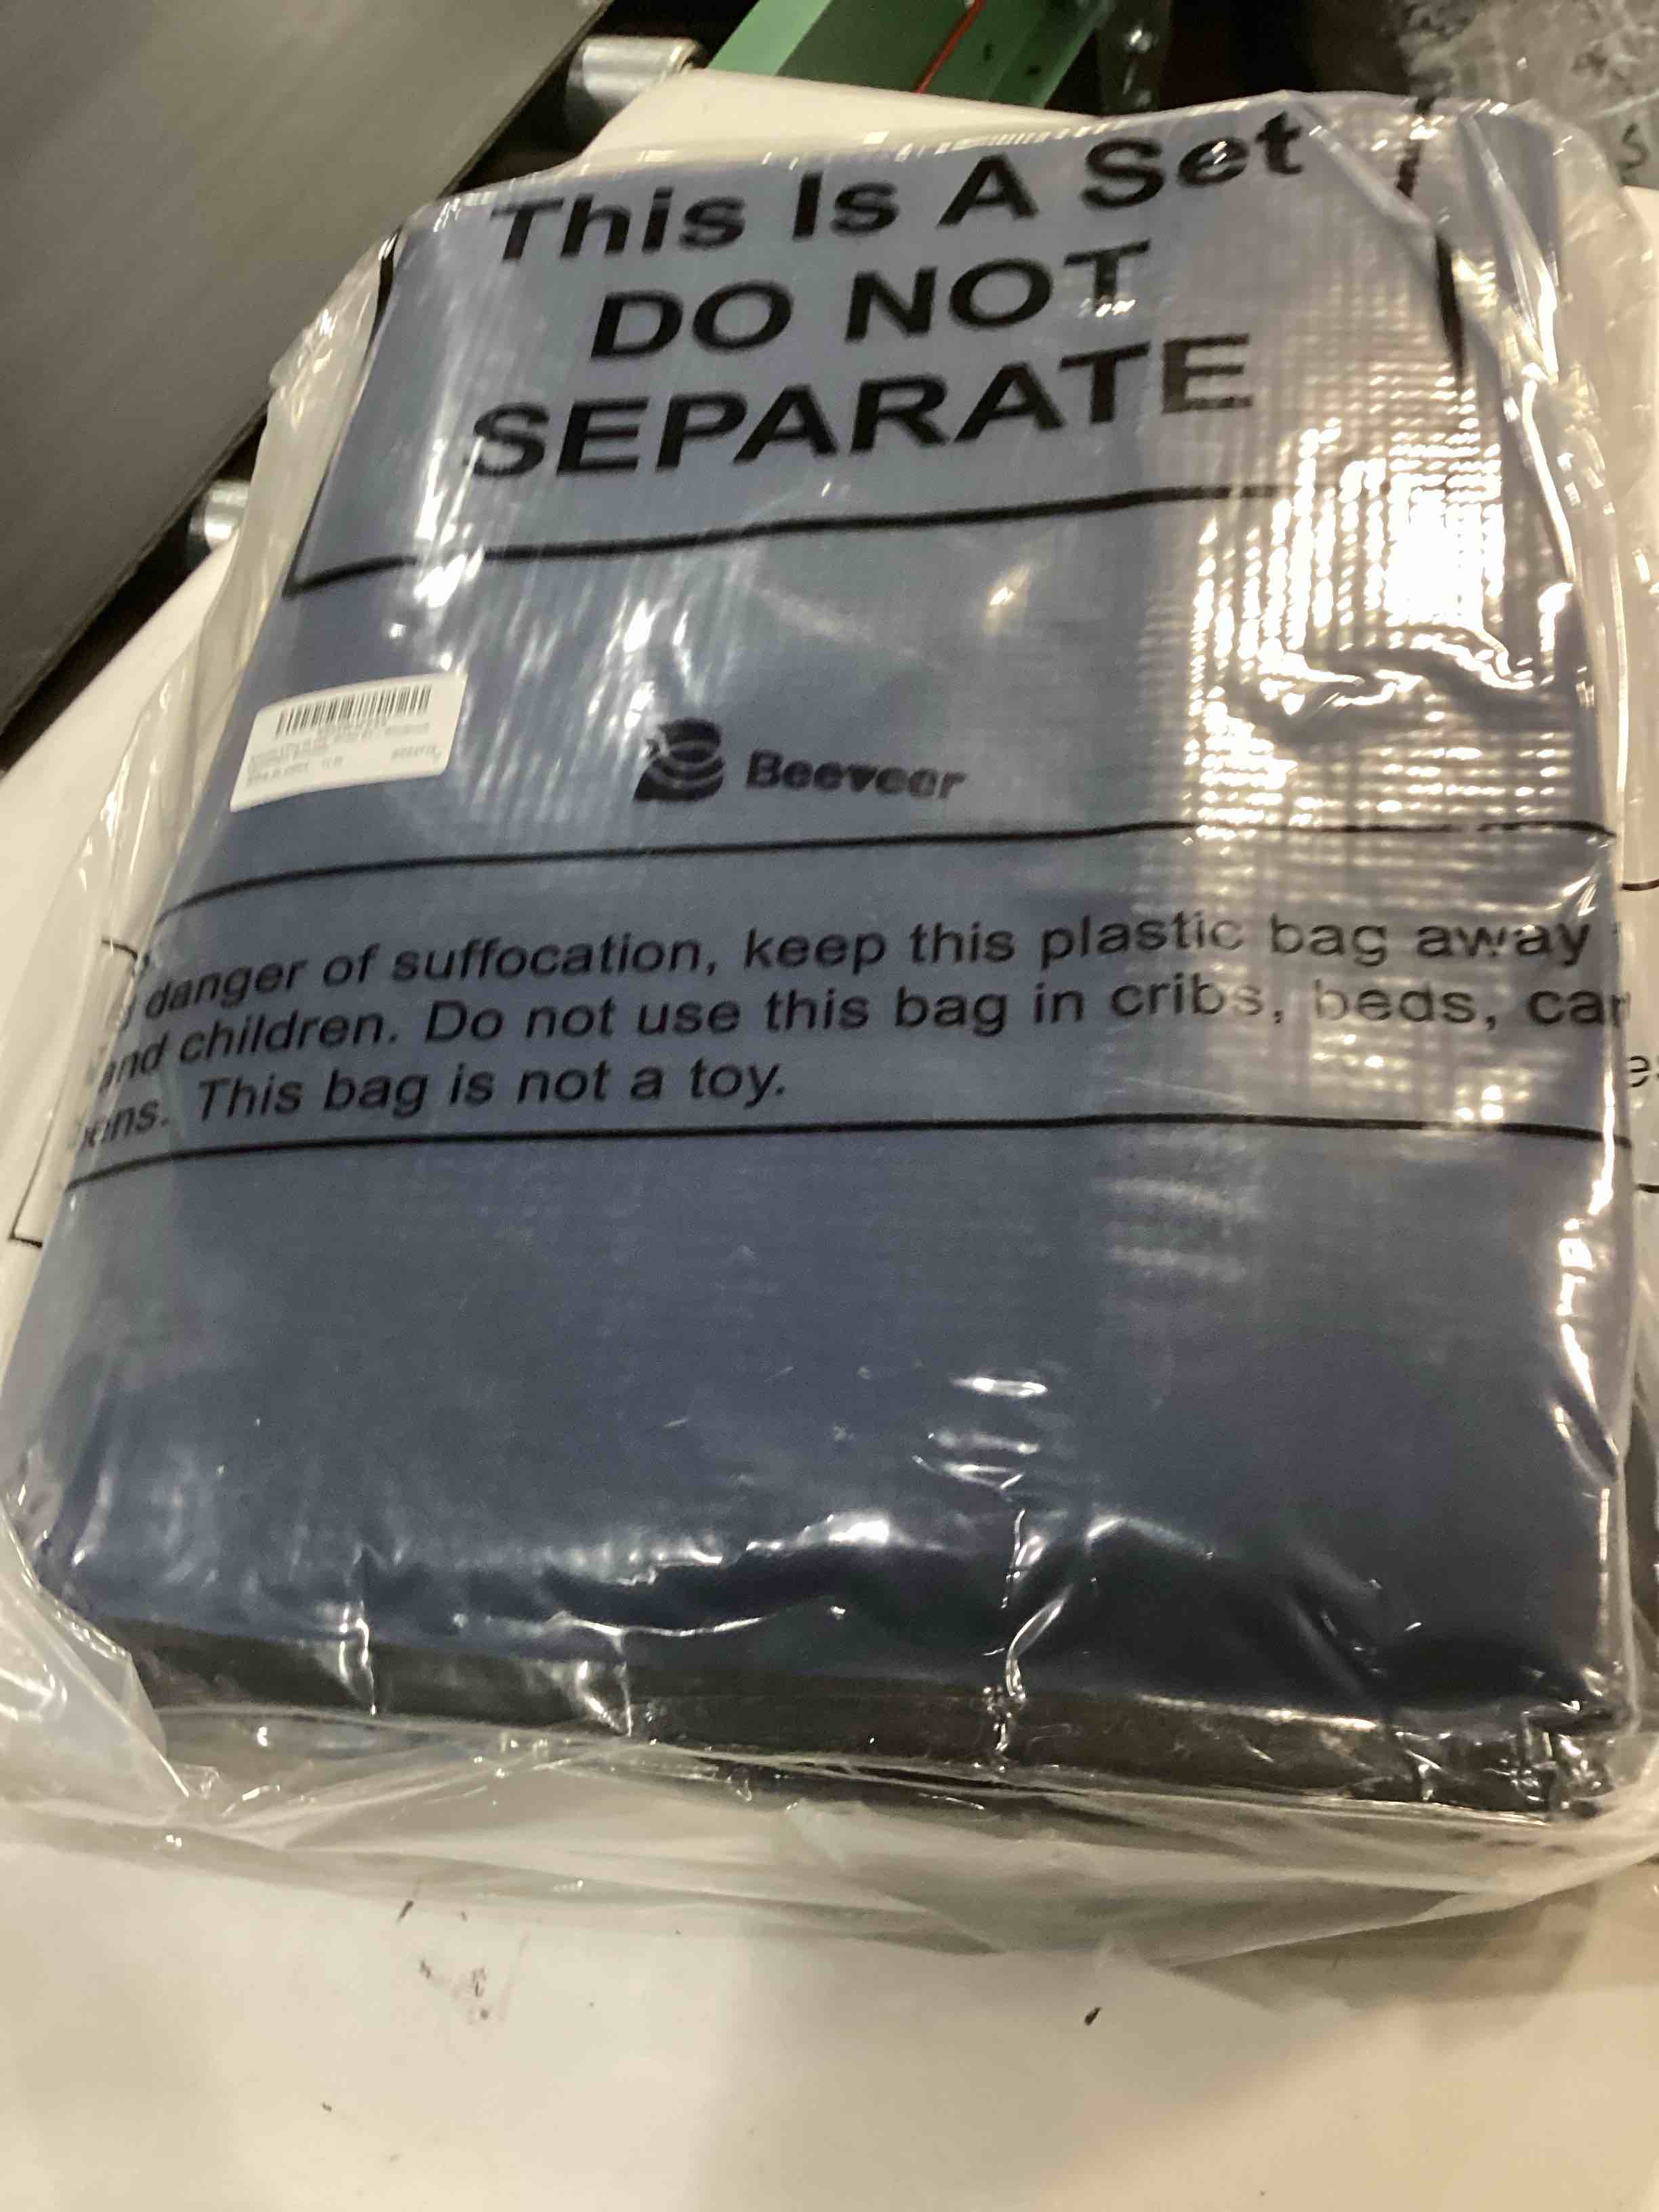 This Is A Set
DO NOT
SEPARATE
Beeveer
danger of suffocation, keep this plastic bag away
and children. Do not use this bag in cribs, beds, car
pens. This bag is not a toy.